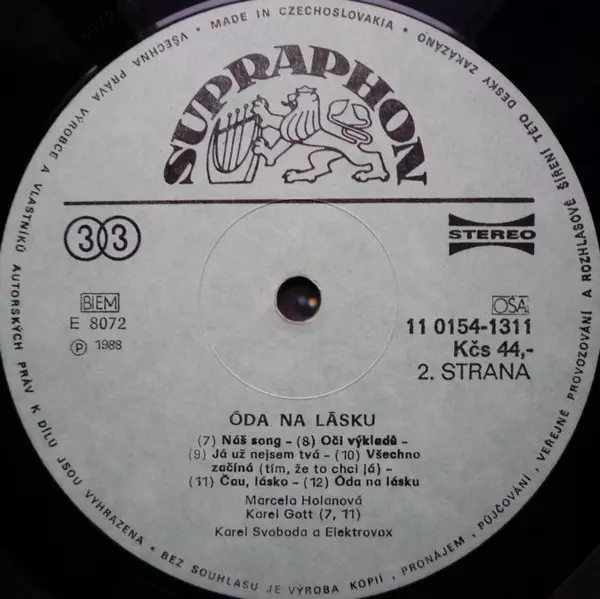 VŠECHNA PRÁVA VÝROBCE A VLASTNÍKŮ AUTORSKÝCH PRÁV K DÍLU JSOU VYHRAZENA • BEZ SOUHLASU JE VÝROBA KOPIÍ, PRONÁJEM, PŮJČOVÁNÍ, VEŘEJNÉ PROVOZOVÁNÍ A ROZHLASOVÉ ŠÍŘENÍ TÉTO DESKY ZAKÁZÁNO • MADE IN CZECHOSLOVAKIA •
SUPRAPHON
33
STEREO
BIEM
OSA
E 8072
11 0154-1311
Ⓟ 1988
Kčs 44,-
2. STRANA
ÓDA NA LÁSKU
(7) Náš song - (8) Oči výkladů -
(9) Já už nejsem tvá - (10) Všechno
začíná (tím, že to chci já) -
(11) Čau, lásko - (12) Óda na lásku
Marcela Holanová
Karel Gott (7, 11)
Karel Svoboda a Elektrovox